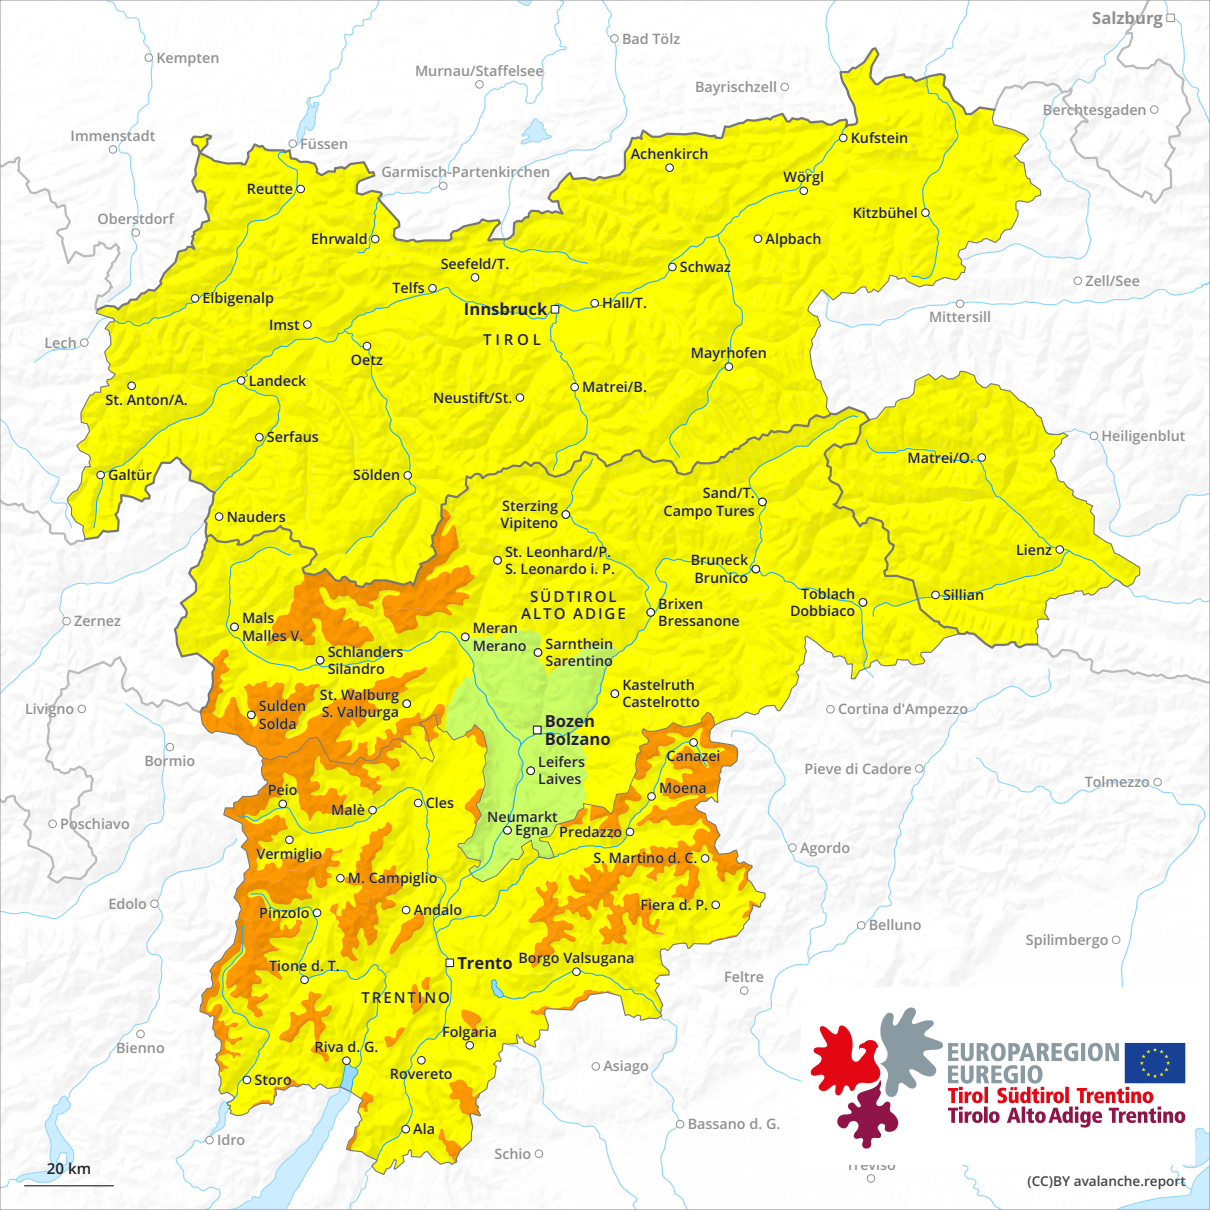 Salzburg
Bad Tölz
Kempten
Murnau/Staffelsee
Bayrischzell
Berchtesgaden
Immenstadt
Füssen
Kufstein
Achenkirch
Garmisch-Partenkirchen
Wörgl
Reutte
Oberstdorf
Kitzbühel
Ehrwald
Alpbach
Seefeld/T.
Schwaz
Zell/See
Telfs
Elbigenalp
Hall/T.
Innsbruck
Mittersill
Imst
TIROL
Lech
Oetz
Mayrhofen
Landeck
Matrei/B.
St. Anton/A.
Neustift/St.
Serfaus
Heiligenblut
Matrei/O.
Galtür
Sölden
Sand/T.
Campo Tures
Sterzing
Vipiteno
Nauders
Lienz
St. Leonhard/P.
S. Leonardo i. P.
Bruneck
Brunico
SÜDTIROL
ALTO ADIGE
Toblach
Dobbiaco
Sillian
Brixen
Bressanone
Zernez
Mals
Malles V.
Meran
Merano
Sarnthein
Sarentino
Schlanders
Silandro
Kastelruth
Castelrotto
St. Walburg
S. Valburga
Sulden
Solda
Livigno
Cortina d'Ampezzo
Bozen
Bolzano
Bormio
Canazei
Leifers
Laives
Pieve di Cadore
Tolmezzo
Peio
Moena
Malè
Cles
Neumarkt
Egna
Poschiavo
Predazzo
Vermiglio
Agordo
S. Martino d. C.
M. Campiglio
Edolo
Pinzolo
Andalo
Fiera d. P.
Belluno
Spilimbergo
Trento
Borgo Valsugana
Tione d. T.
Feltre
TRENTINO
Folgaria
Bienno
Riva d. G.
Rovereto
Asiago
Storo
EUROPAREGION
EUREGIO
Tirol Südtirol Trentino
Tirolo Alto Adige Trentino
Ala
Bassano d. G.
Idro
Schio
Treviso
20 km
(CC)BY avalanche.report